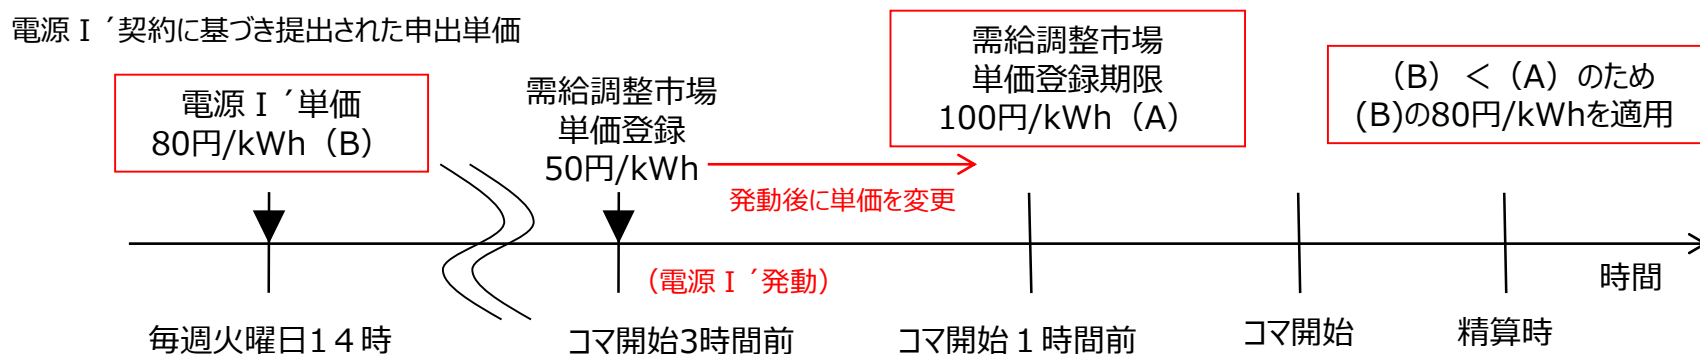 電源Ⅰ´契約に基づき提出された申出単価
電源Ⅰ´単価
80円/kWh（B）
需給調整市場
単価登録
50円/kWh
発動後に単価を変更
需給調整市場
単価登録期限
100円/kWh（A）
（B）＜（A）のため
(B)の80円/kWhを適用
（電源Ⅰ´発動）
時間
毎週火曜日1４時
コマ開始3時間前
コマ開始１時間前
コマ開始
精算時